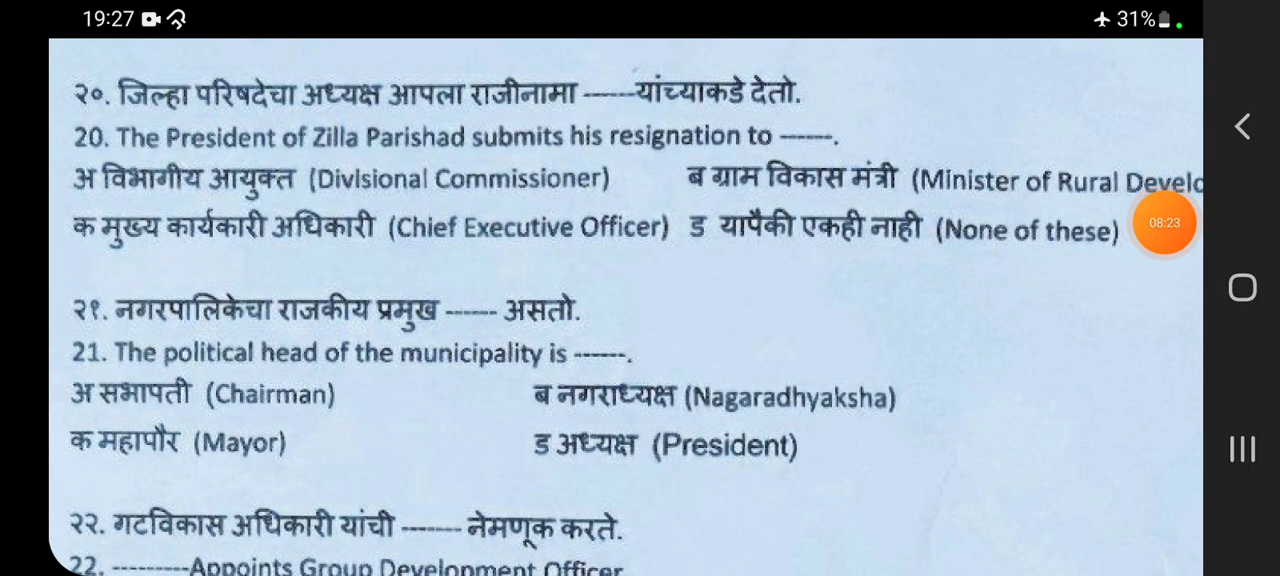 19:27
31%
२०. जिल्हा परिषदेचा अध्यक्ष आपला राजीनामा ------यांच्याकडे देतो.
20. The President of Zilla Parishad submits his resignation to ------.
अ विभागीय आयुक्त (Divisional Commissioner) ब ग्राम विकास मंत्री (Minister of Rural Develo
क मुख्य कार्यकारी अधिकारी (Chief Executive Officer) ड यापैकी एकही नाही (None of these)
08:23
२१. नगरपालिकेचा राजकीय प्रमुख ------ असतो.
21. The political head of the municipality is ------.
अ सभापती (Chairman) ब नगराध्यक्ष (Nagaradhyaksha)
क महापौर (Mayor) ड अध्यक्ष (President)
२२. गटविकास अधिकारी यांची ------- नेमणूक करते.
22. ---------Appoints Group Development Officer